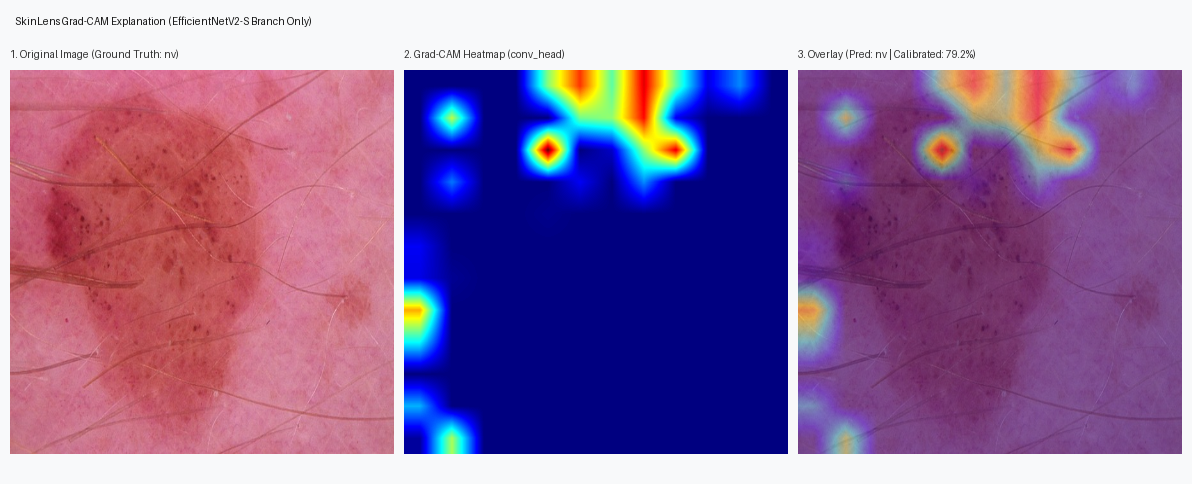 SkinLens Grad-CAM Explanation (EfficientNetV2-S Branch Only)
1. Original Image (Ground Truth: nv)
2. Grad-CAM Heatmap (conv_head)
3. Overlay (Pred: nv | Calibrated: 79.2%)